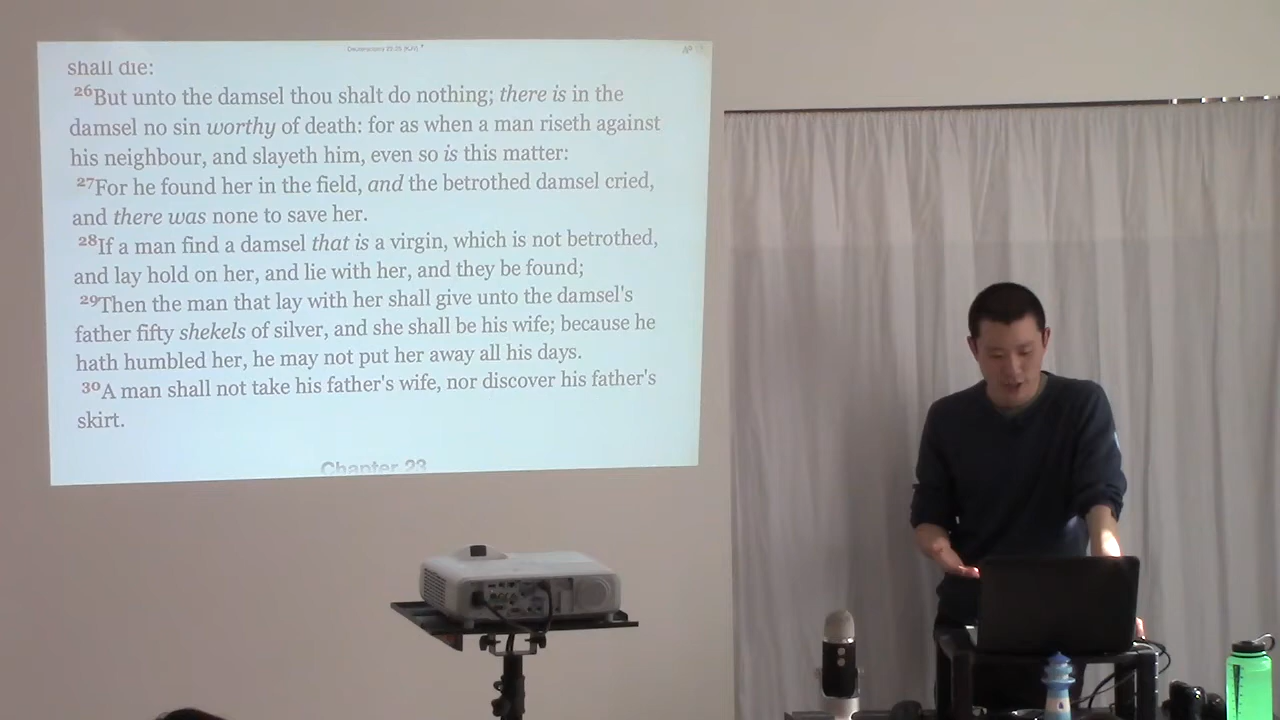 shall die:
26But unto the damsel thou shalt do nothing; there is in the
damsel no sin worthy of death: for as when a man riseth against
his neighbour, and slayeth him, even so is this matter:
27For he found her in the field, and the betrothed damsel cried,
and there was none to save her.
28If a man find a damsel that is a virgin, which is not betrothed,
and lay hold on her, and lie with her, and they be found;
29Then the man that lay with her shall give unto the damsel's
father fifty shekels of silver, and she shall be his wife; because he
hath humbled her, he may not put her away all his days.
30A man shall not take his father's wife, nor discover his father's
skirt.
Chapter 23